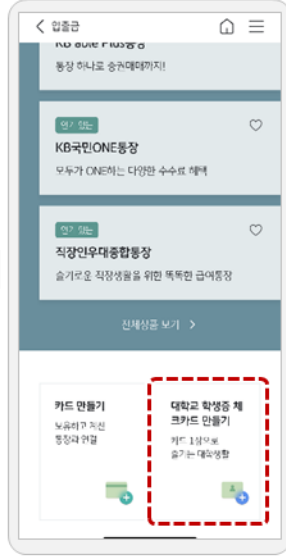 입출금
KB able Plus통장
통장 하나로 증권매매까지!
인기 있는
KB국민ONE통장
모두가 ONE하는 다양한 수수료 혜택
인기 있는
직장인우대종합통장
슬기로운 직장생활을 위한 똑똑한 급여통장
전체상품 보기 >
카드 만들기
보유하고 계신
통장과 연결
대학교 학생증 체
크카드 만들기
카드 1장으로
즐기는 대학생활